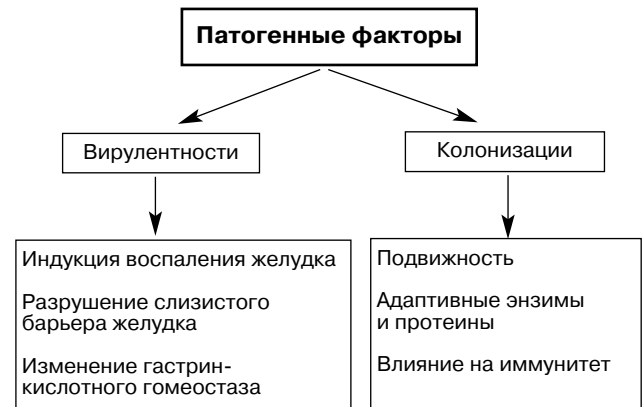 Патогенные факторы
Вирулентности
Колонизации
Индукция воспаления желудка
Разрушение слизистого
барьера желудка
Изменение гастрин-
кислотного гомеостаза
Подвижность
Адаптивные энзимы
и протеины
Влияние на иммунитет